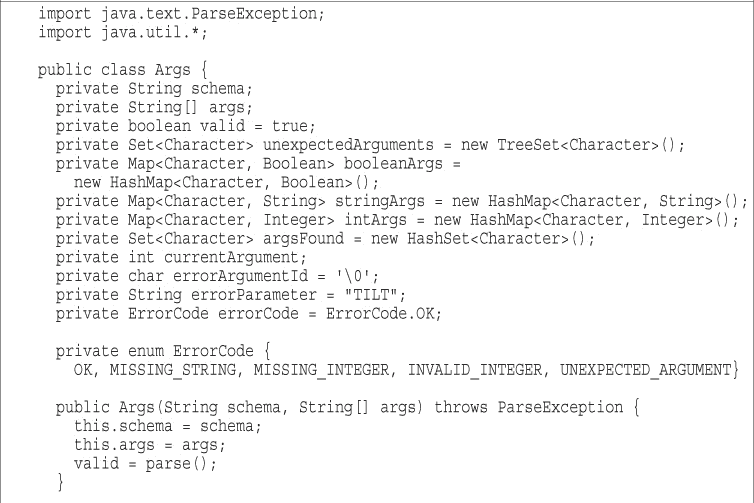 import java.text.ParseException;
import java.util.*;

public class Args {
  private String schema;
  private String[] args;
  private boolean valid = true;
  private Set<Character> unexpectedArguments = new TreeSet<Character>();
  private Map<Character, Boolean> booleanArgs =
    new HashMap<Character, Boolean>();
  private Map<Character, String> stringArgs = new HashMap<Character, String>();
  private Map<Character, Integer> intArgs = new HashMap<Character, Integer>();
  private Set<Character> argsFound = new HashSet<Character>();
  private int currentArgument;
  private char errorArgumentId = '\0';
  private String errorParameter = "TILT";
  private ErrorCode errorCode = ErrorCode.OK;

  private enum ErrorCode {
    OK, MISSING_STRING, MISSING_INTEGER, INVALID_INTEGER, UNEXPECTED_ARGUMENT}

  public Args(String schema, String[] args) throws ParseException {
    this.schema = schema;
    this.args = args;
    valid = parse();
  }